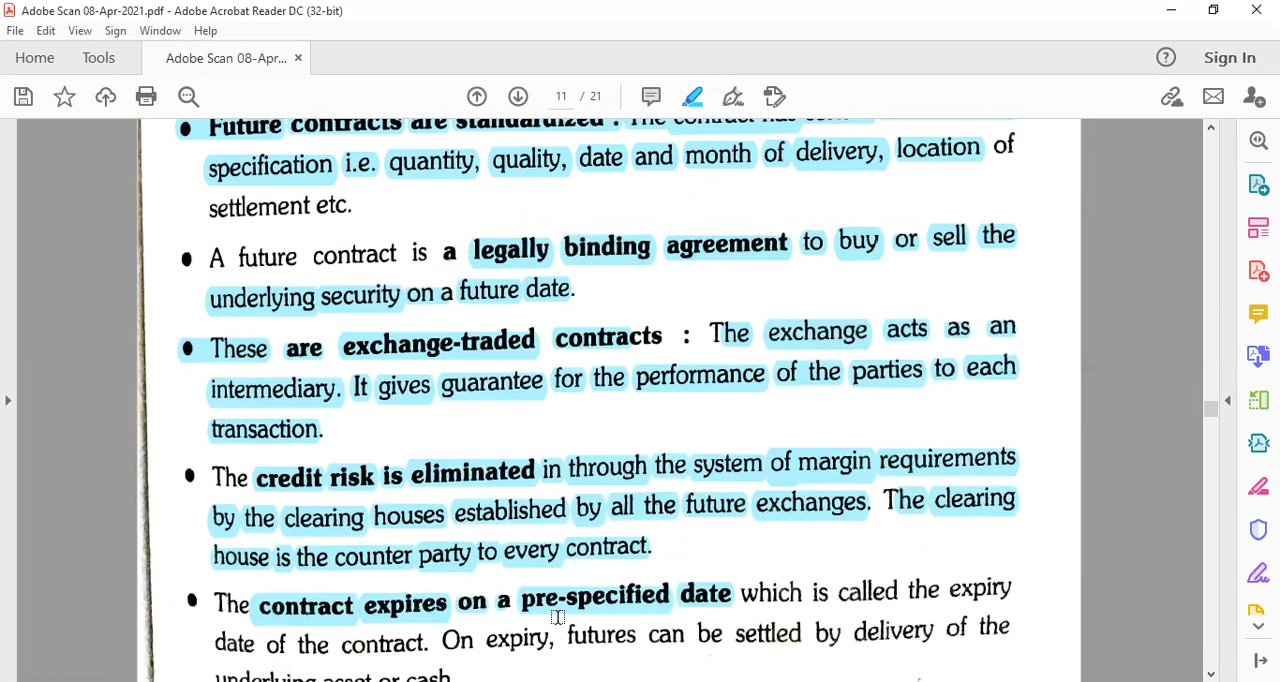 Adobe Scan 08-Apr-2021.pdf - Adobe Acrobat Reader DC (32-bit)
File Edit View Sign Window Help
Home Tools Adobe Scan 08-Apr... × Sign In
11 / 21
● Future contracts are standardized : The contract has
specification i.e. quantity, quality, date and month of delivery, location of
settlement etc.
● A future contract is a legally binding agreement to buy or sell the
underlying security on a future date.
● These are exchange-traded contracts : The exchange acts as an
intermediary. It gives guarantee for the performance of the parties to each
transaction.
● The credit risk is eliminated in through the system of margin requirements
by the clearing houses established by all the future exchanges. The clearing
house is the counter party to every contract.
● The contract expires on a pre-specified date which is called the expiry
date of the contract. On expiry, futures can be settled by delivery of the
underlying asset or cash